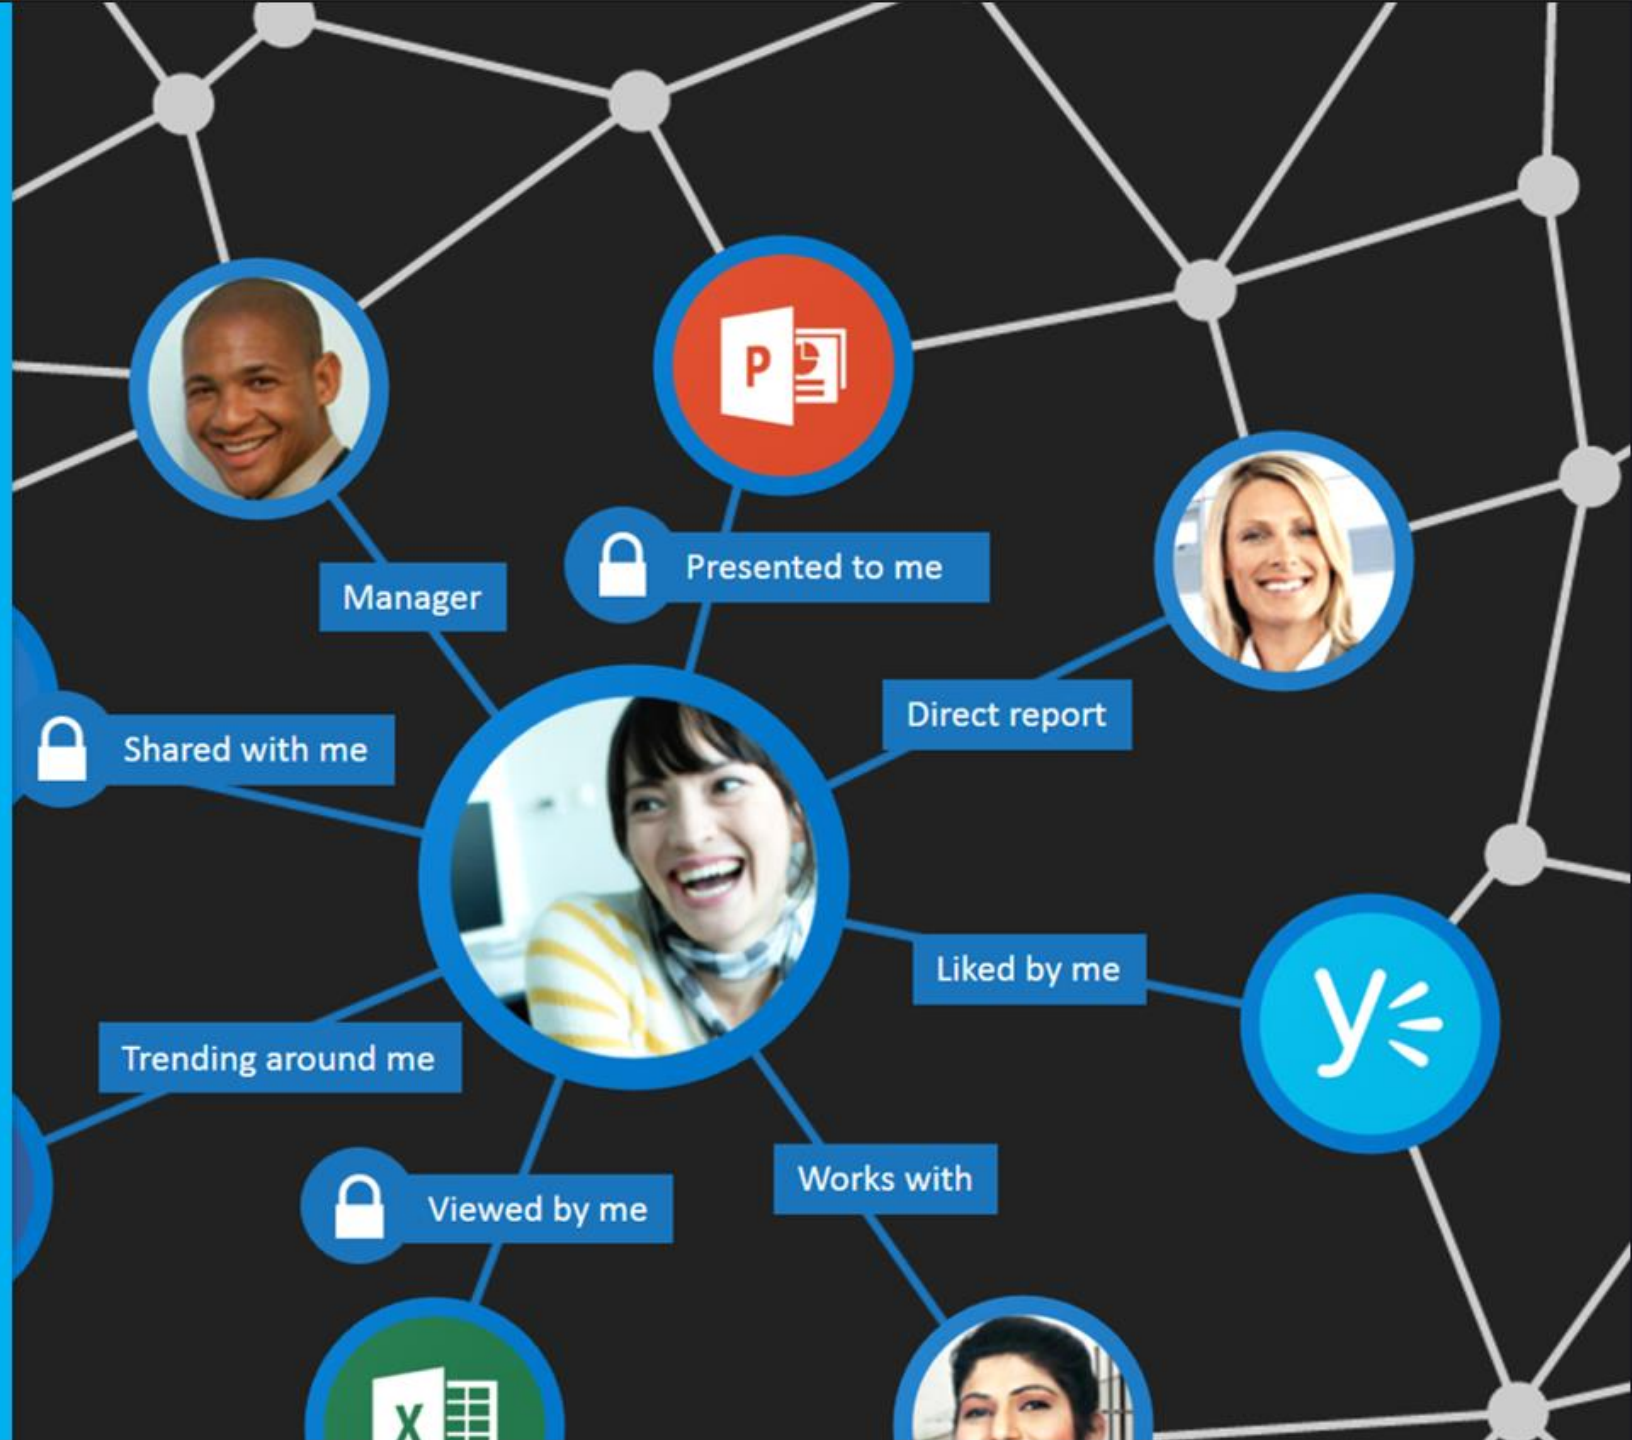 P
Presented to me
Manager
Direct report
Shared with me
Liked by me
y
Trending around me
Works with
Viewed by me
X